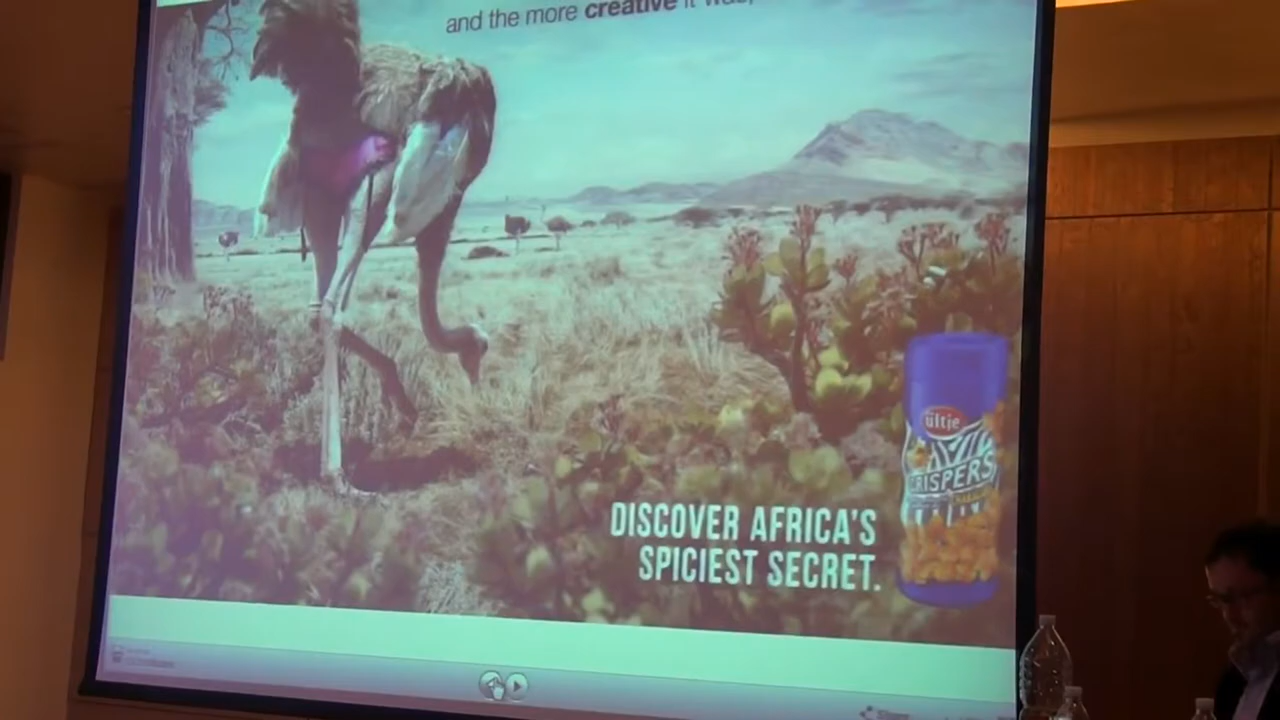 and the more creative it was,
ültje
CRISPERS
DISCOVER AFRICA'S
SPICIEST SECRET.